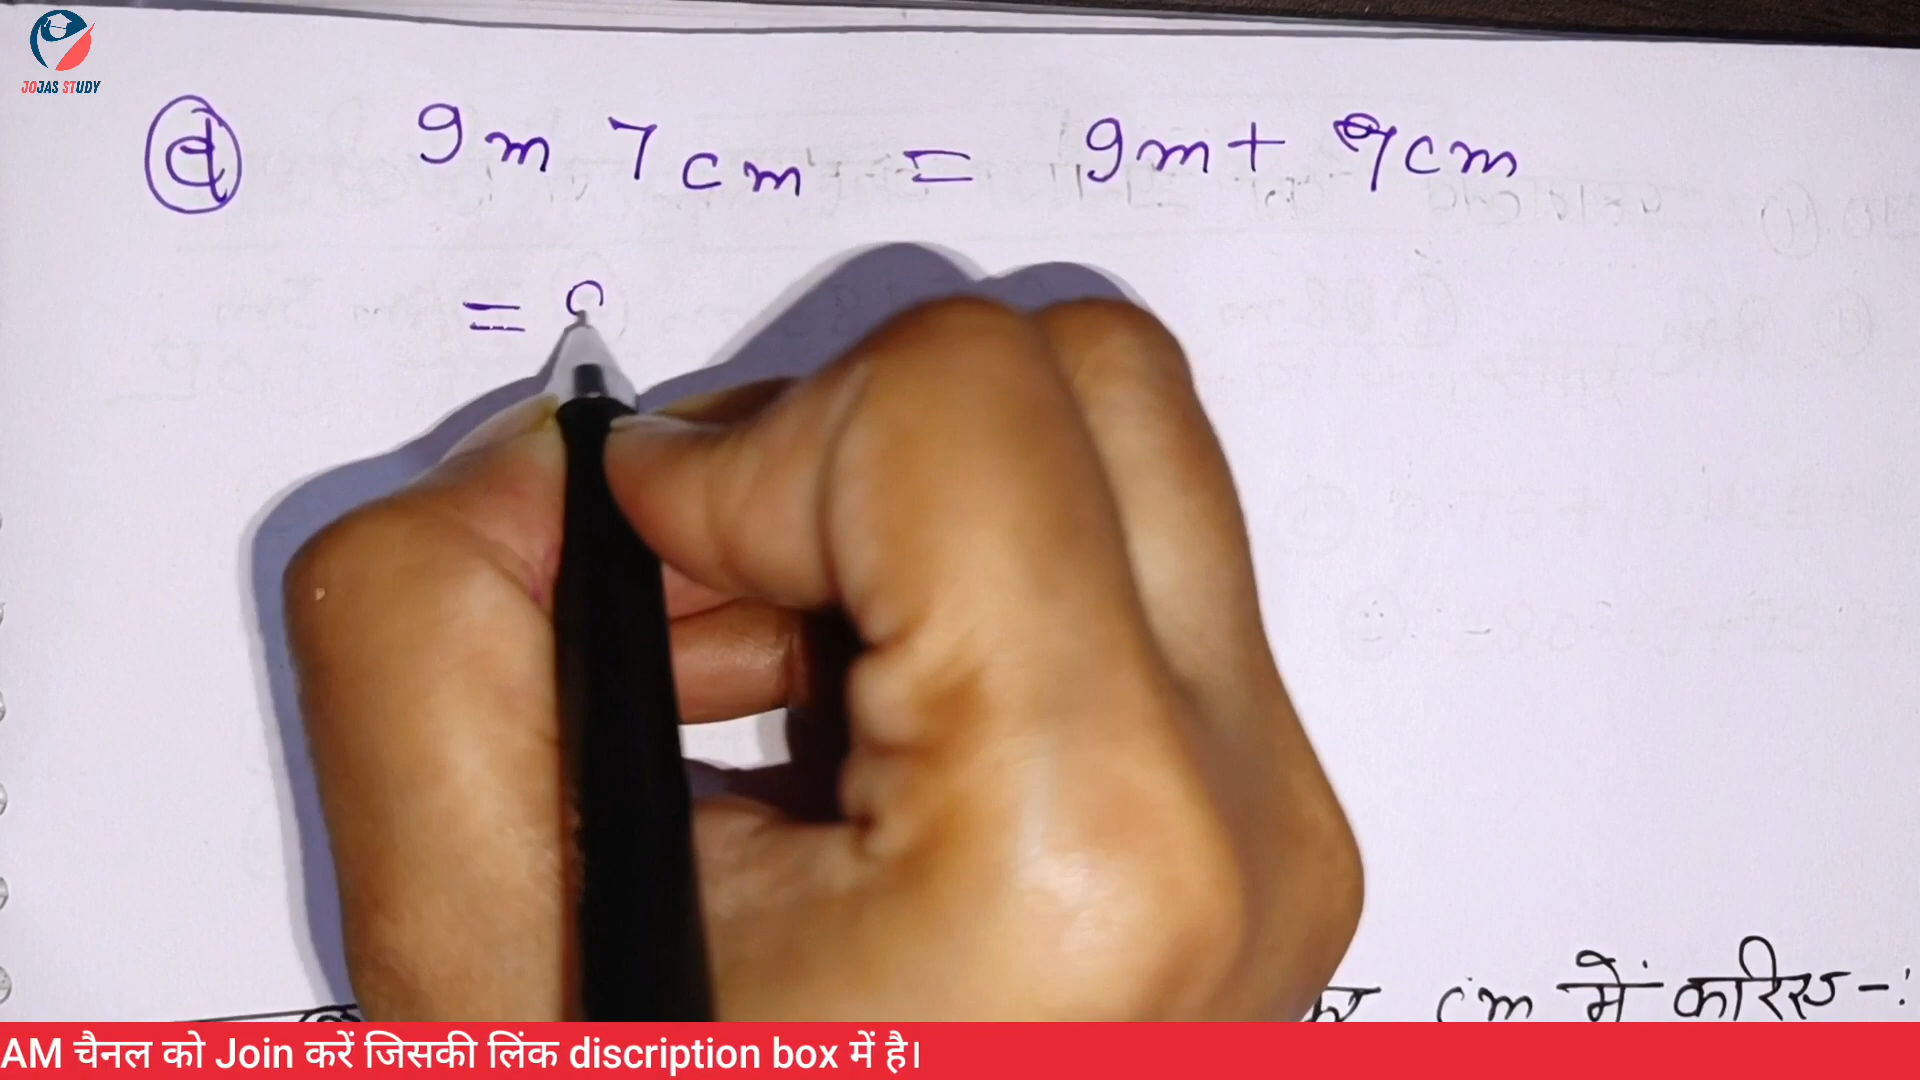 JOJAS STUDY
d 9m 7cm = 9m + 7cm
= 9
cm में करिए -:
AM चैनल को Join करें जिसकी लिंक discription box में है।